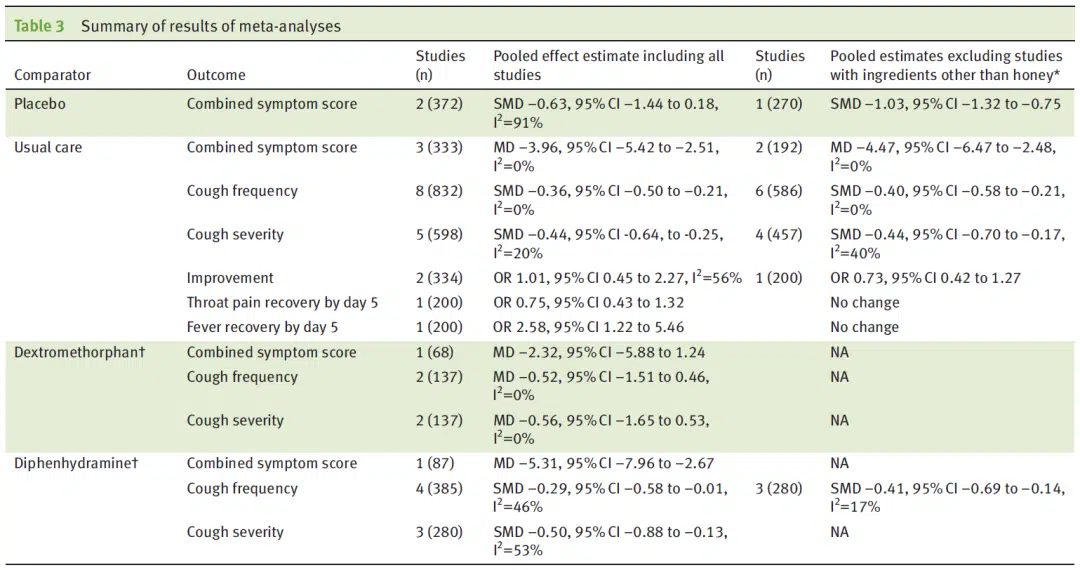 Table 3 Summary of results of meta-analyses
Comparator Outcome Studies (n) Pooled effect estimate including all studies Studies (n) Pooled estimates excluding studies with ingredients other than honey*
Placebo Combined symptom score 2 (372) SMD −0.63, 95% CI −1.44 to 0.18, I²=91% 1 (270) SMD −1.03, 95% CI −1.32 to −0.75
Usual care Combined symptom score 3 (333) MD −3.96, 95% CI −5.42 to −2.51, I²=0% 2 (192) MD −4.47, 95% CI −6.47 to −2.48, I²=0%
Cough frequency 8 (832) SMD −0.36, 95% CI −0.50 to −0.21, I²=0% 6 (586) SMD −0.40, 95% CI −0.58 to −0.21, I²=0%
Cough severity 5 (598) SMD −0.44, 95% CI -0.64, to -0.25, I²=20% 4 (457) SMD −0.44, 95% CI −0.70 to −0.17, I²=40%
Improvement 2 (334) OR 1.01, 95% CI 0.45 to 2.27, I²=56% 1 (200) OR 0.73, 95% CI 0.42 to 1.27
Throat pain recovery by day 5 1 (200) OR 0.75, 95% CI 0.43 to 1.32 No change
Fever recovery by day 5 1 (200) OR 2.58, 95% CI 1.22 to 5.46 No change
Dextromethorphan† Combined symptom score 1 (68) MD −2.32, 95% CI −5.88 to 1.24 NA
Cough frequency 2 (137) MD −0.52, 95% CI −1.51 to 0.46, I²=0% NA
Cough severity 2 (137) MD −0.56, 95% CI −1.65 to 0.53, I²=0% NA
Diphenhydramine† Combined symptom score 1 (87) MD −5.31, 95% CI −7.96 to −2.67 NA
Cough frequency 4 (385) SMD −0.29, 95% CI −0.58 to −0.01, I²=46% 3 (280) SMD −0.41, 95% CI −0.69 to −0.14, I²=17%
Cough severity 3 (280) SMD −0.50, 95% CI −0.88 to −0.13, I²=53% NA